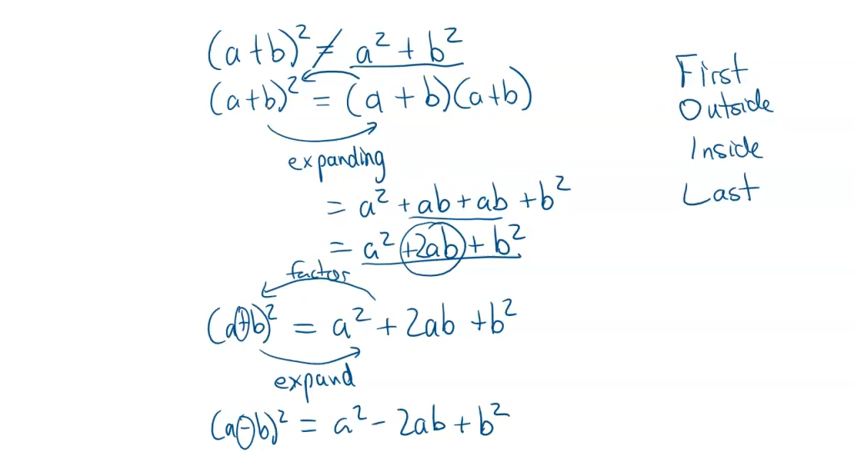 (a+b)² ≠ a² + b²
(a+b)² = (a + b)(a+b)
expanding
= a² + ab + ab + b²
= a² + 2ab + b²
factor
(a+b)² = a² + 2ab + b²
expand
(a-b)² = a² - 2ab + b²
First
Outside
Inside
Last